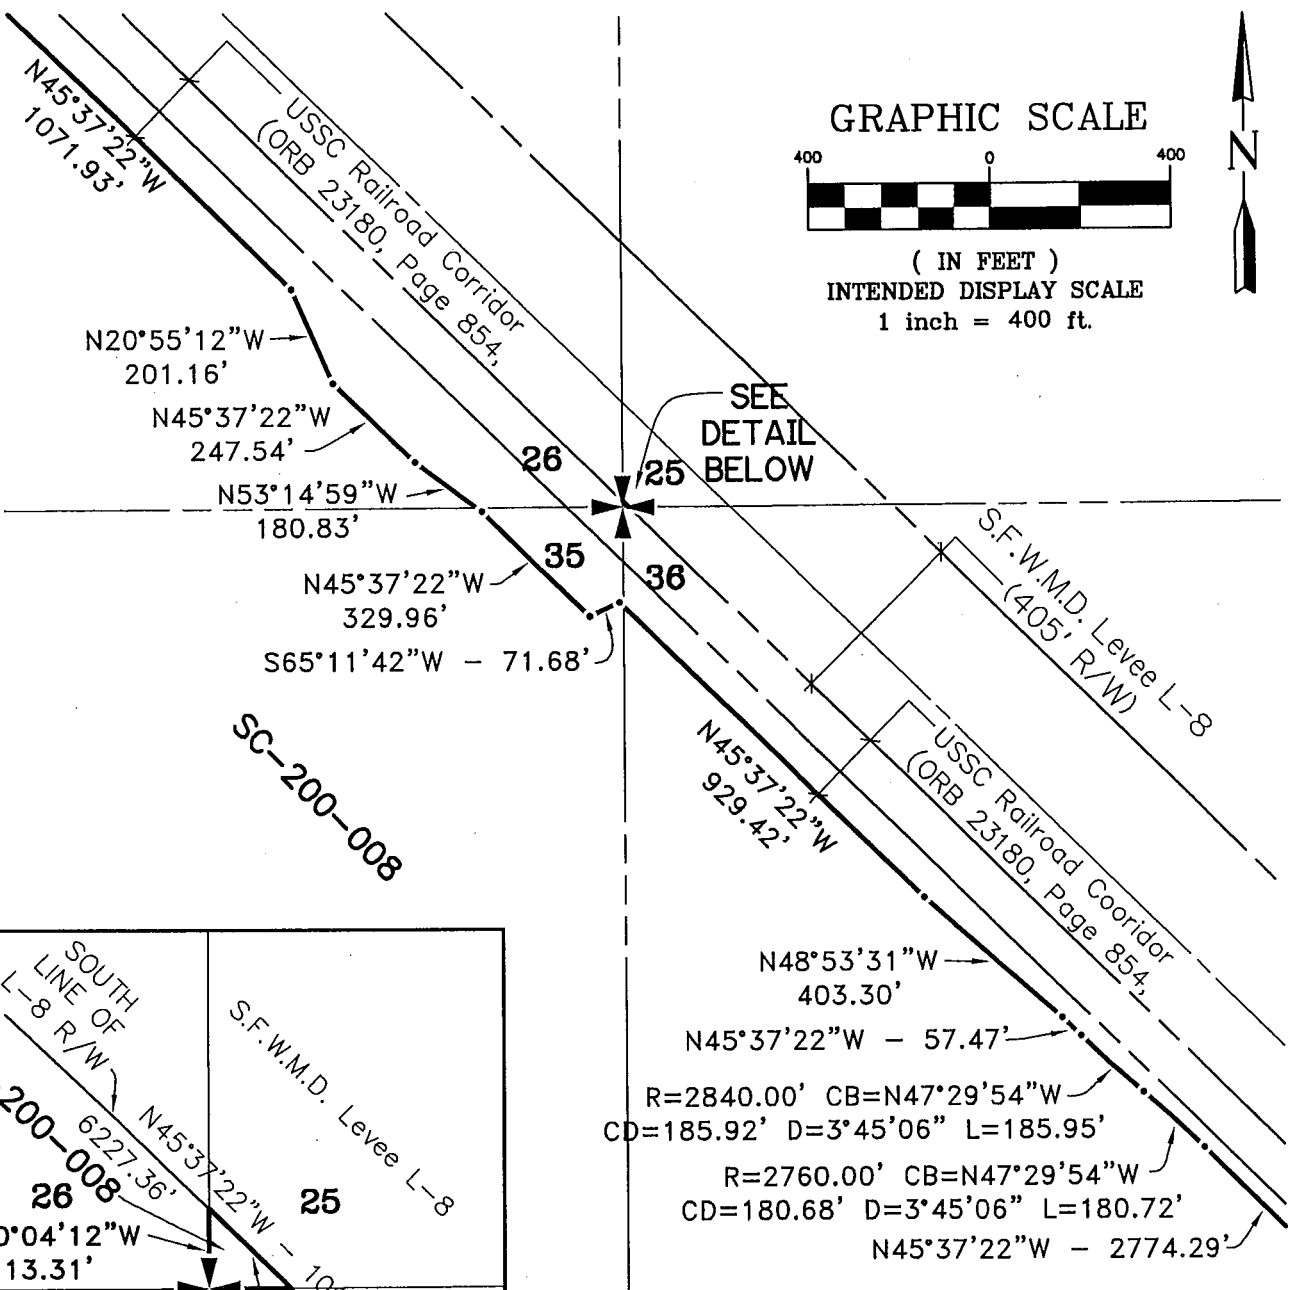 N45°37'22"W
1071.93'
USSC Railroad Corridor
(ORB 23180, Page 854,
GRAPHIC SCALE
400 0 400
( IN FEET )
INTENDED DISPLAY SCALE
1 inch = 400 ft.
N
N20°55'12"W
201.16'
N45°37'22"W
247.54'
N53°14'59"W
180.83'
SEE
DETAIL
BELOW
26
25
35
36
N45°37'22"W
329.96'
S65°11'42"W – 71.68'
S.F.W.M.D. Levee L–8
(405' R/W)
SC–200–008
N45°37'22"W
929.42'
USSC Railroad Cooridor
(ORB 23180, Page 854,
N48°53'31"W
403.30'
N45°37'22"W – 57.47'
R=2840.00' CB=N47°29'54"W
CD=185.92' D=3°45'06" L=185.95'
R=2760.00' CB=N47°29'54"W
CD=180.68' D=3°45'06" L=180.72'
N45°37'22"W – 2774.29'
SOUTH
LINE OF
L–8 R/W
S.F.W.M.D. Levee L–8
200–008
N45°37'22"W –
6227.36'
26
25
0°04'12"W
13.31'
10